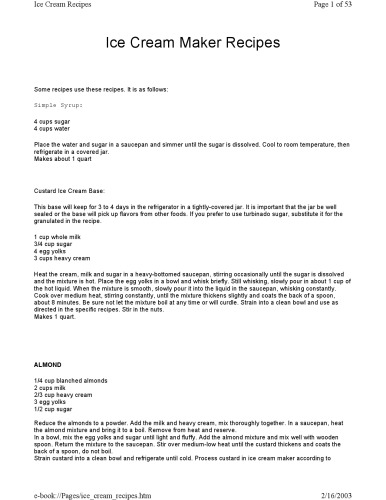 Ice Cream Recipes
Page 1 of 53
Ice Cream Maker Recipes
Some recipes use these recipes. It is as follows:
Simple Syrup:
4 cups sugar
4 cups water
Place the water and sugar in a saucepan and simmer until the sugar is dissolved. Cool to room temperature, then
refrigerate in a covered jar.
Makes about 1 quart
Custard Ice Cream Base:
This base will keep for 3 to 4 days in the refrigerator in a tightly-covered jar. It is important that the jar be well
sealed or the base will pick up flavors from other foods. If you prefer to use turbinado sugar, substitute it for the
granulated in the recipe.
1 cup whole milk
3/4 cup sugar
4 egg yolks
3 cups heavy cream
Heat the cream, milk and sugar in a heavy-bottomed saucepan, stirring occasionally until the sugar is dissolved
and the mixture is hot. Place the egg yolks in a bowl and whisk briefly. Still whisking, slowly pour in about 1 cup of
the hot liquid. When the mixture is smooth, slowly pour it into the liquid in the saucepan, whisking constantly.
Cook over medium heat, stirring constantly, until the mixture thickens slightly and coats the back of a spoon,
about 8 minutes. Be sure not let the mixture boil at any time or will curdle. Strain into a clean bowl and use as
directed in the specific recipes. Stir in the nuts.
Makes 1 quart.
ALMOND
1/4 cup blanched almonds
2 cups milk
2/3 cup heavy cream
3 egg yolks
1/2 cup sugar
Reduce the almonds to a powder. Add the milk and heavy cream, mix thoroughly together. In a saucepan, heat
the almond mixture and bring it to a boil. Remove from heat and reserve.
In a bowl, mix the egg yolks and sugar until light and fluffy. Add the almond mixture and mix well with wooden
spoon. Return the mixture to the saucepan. Stir over medium-low heat until the custard thickens and coats the
back of a spoon, do not boil.
Strain custard into a clean bowl and refrigerate until cold. Process custard in ice cream maker according to
e-book://Pages/ice_cream_recipes.htm
2/16/2003